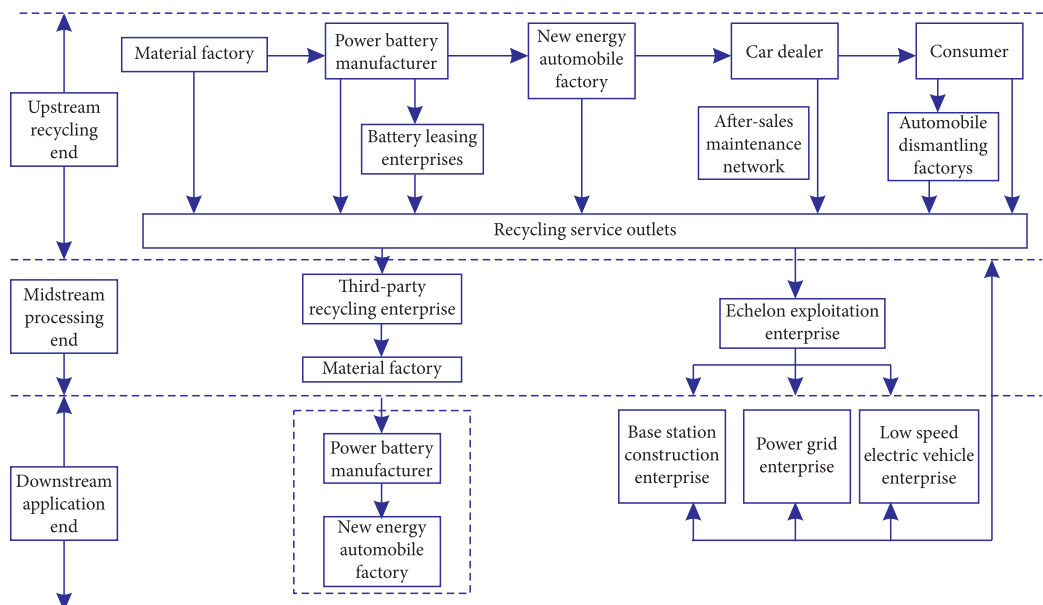 Upstream
recycling
end
Material factory
Power battery
manufacturer
New energy
automobile
factory
Car dealer
Consumer
Battery leasing
enterprises
After-sales
maintenance
network
Automobile
dismantling
factorys
Recycling service outlets
Midstream
processing
end
Third-party
recycling enterprise
Echelon exploitation
enterprise
Material factory
Downstream
application
end
Power battery
manufacturer
New energy
automobile
factory
Base station
construction
enterprise
Power grid
enterprise
Low speed
electric vehicle
enterprise